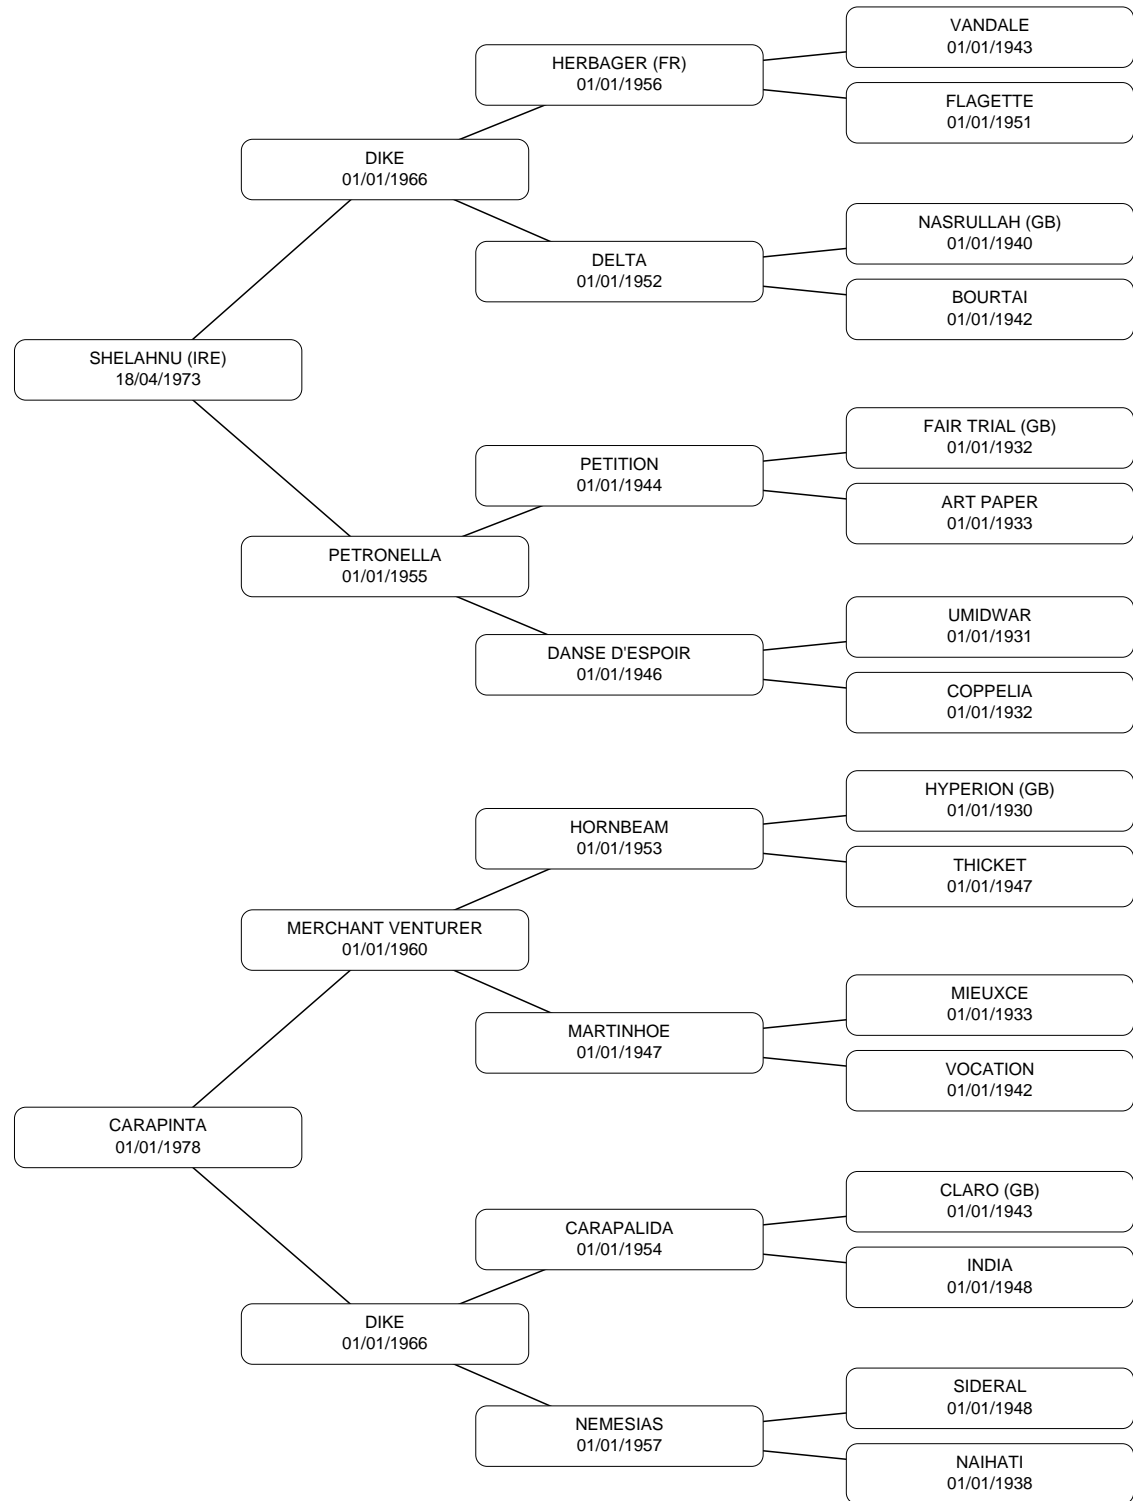 VANDALE
01/01/1943
HERBAGER (FR)
01/01/1956
FLAGETTE
01/01/1951
DIKE
01/01/1966
NASRULLAH (GB)
01/01/1940
DELTA
01/01/1952
BOURTAI
01/01/1942
SHELAHNU (IRE)
18/04/1973
FAIR TRIAL (GB)
01/01/1932
PETITION
01/01/1944
ART PAPER
01/01/1933
PETRONELLA
01/01/1955
UMIDWAR
01/01/1931
DANSE D'ESPOIR
01/01/1946
COPPELIA
01/01/1932
HYPERION (GB)
01/01/1930
HORNBEAM
01/01/1953
THICKET
01/01/1947
MERCHANT VENTURER
01/01/1960
MIEUXCE
01/01/1933
MARTINHOE
01/01/1947
VOCATION
01/01/1942
CARAPINTA
01/01/1978
CLARO (GB)
01/01/1943
CARAPALIDA
01/01/1954
INDIA
01/01/1948
DIKE
01/01/1966
SIDERAL
01/01/1948
NEMESIAS
01/01/1957
NAIHATI
01/01/1938